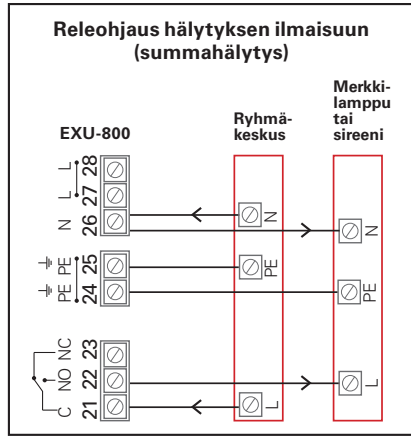 Releohjaus hälytyksen ilmaisuun
(summahälytys)
EXU-800
Ryhmä-
keskus
Merkki-
lamppu
tai
sireeni
L 28
L 27
N 26
PE 25
PE 24
NC 23
NO 22
C 21
N
PE
L
N
PE
L